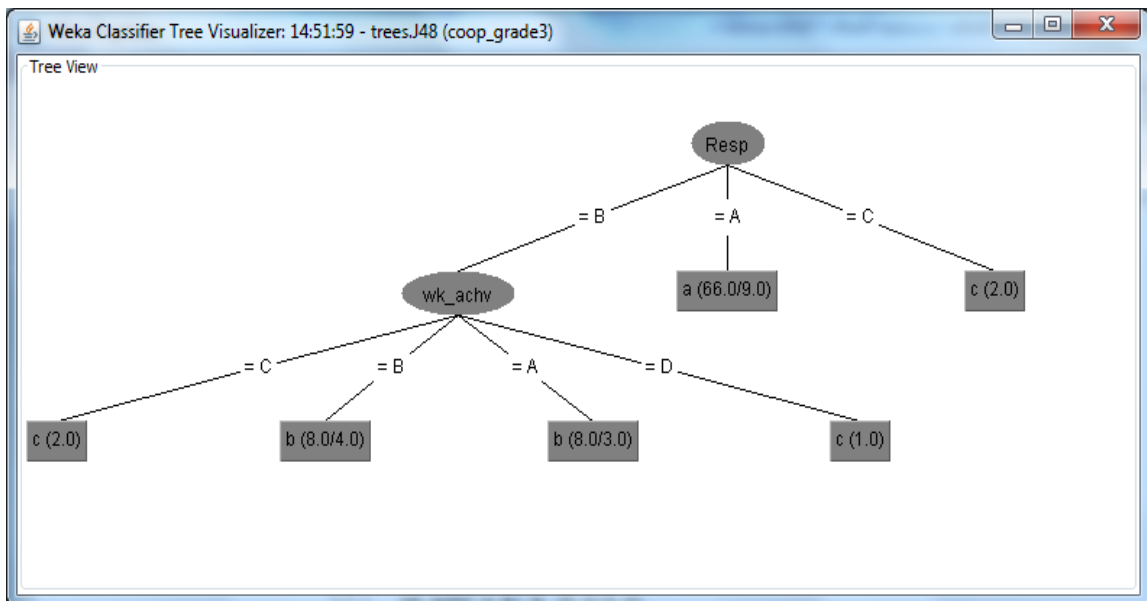 Weka Classifier Tree Visualizer: 14:51:59 - trees.J48 (coop_grade3)
Tree View
Resp
= B
= A
= C
wk_achv
a (66.0/9.0)
c (2.0)
= C
= B
= A
= D
c (2.0)
b (8.0/4.0)
b (8.0/3.0)
c (1.0)